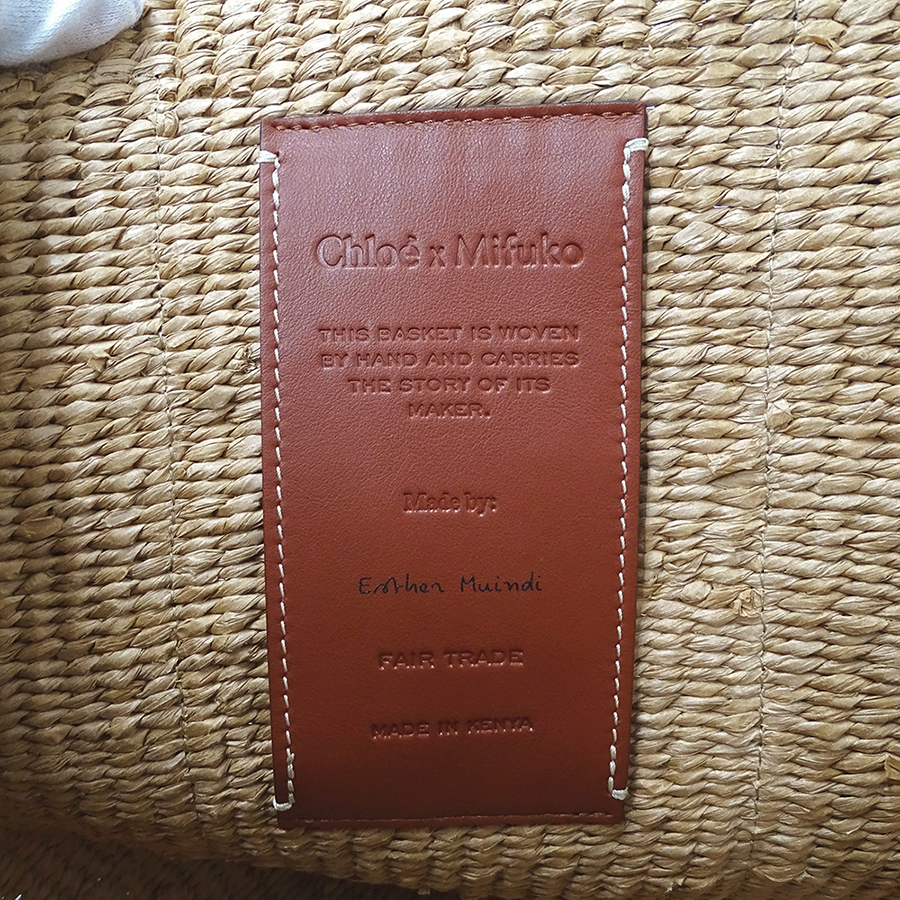 Chloé x Mifuko
THIS BASKET IS WOVEN
BY HAND AND CARRIES
THE STORY OF ITS
MAKER.
Made by:
Esther Muindi
FAIR TRADE
MADE IN KENYA